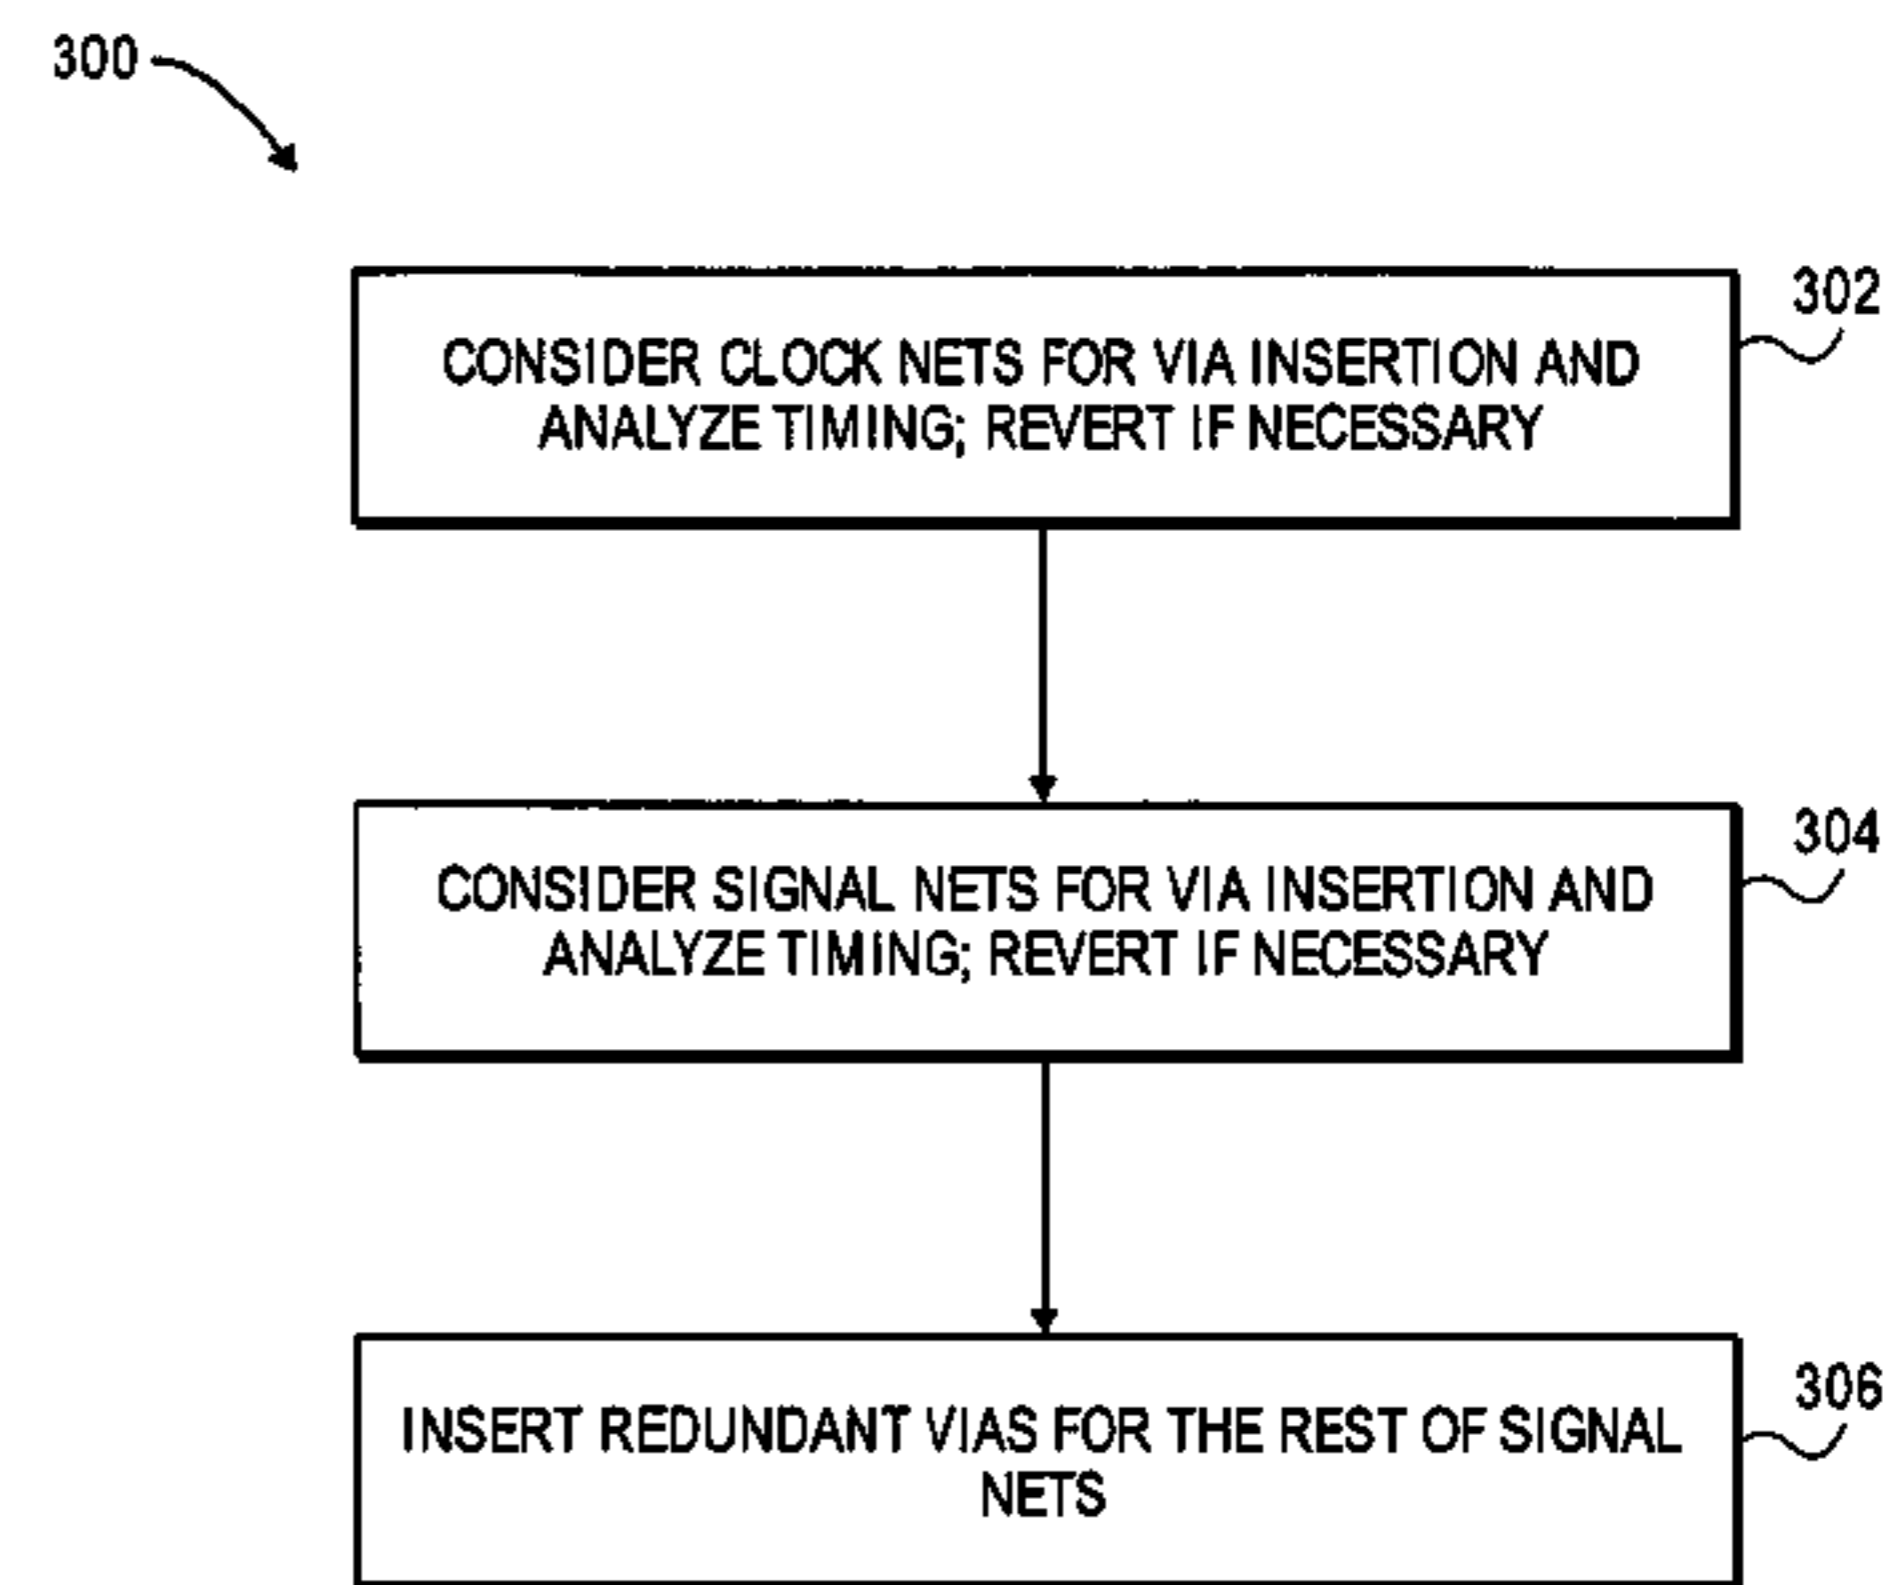 300
302
CONSIDER CLOCK NETS FOR VIA INSERTION AND
ANALYZE TIMING; REVERT IF NECESSARY
304
CONSIDER SIGNAL NETS FOR VIA INSERTION AND
ANALYZE TIMING; REVERT IF NECESSARY
306
INSERT REDUNDANT VIAS FOR THE REST OF SIGNAL
NETS